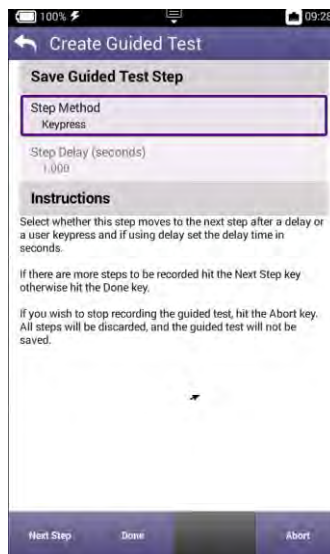 100% 09:28
Create Guided Test
Save Guided Test Step
Step Method
Keypress
Step Delay (seconds)
1.000
Instructions
Select whether this step moves to the next step after a delay or
a user keypress and if using delay set the delay time in
seconds.
If there are more steps to be recorded hit the Next Step key
otherwise hit the Done key.
If you wish to stop recording the guided test, hit the Abort key.
All steps will be discarded, and the guided test will not be
saved.
Next Step Done Abort